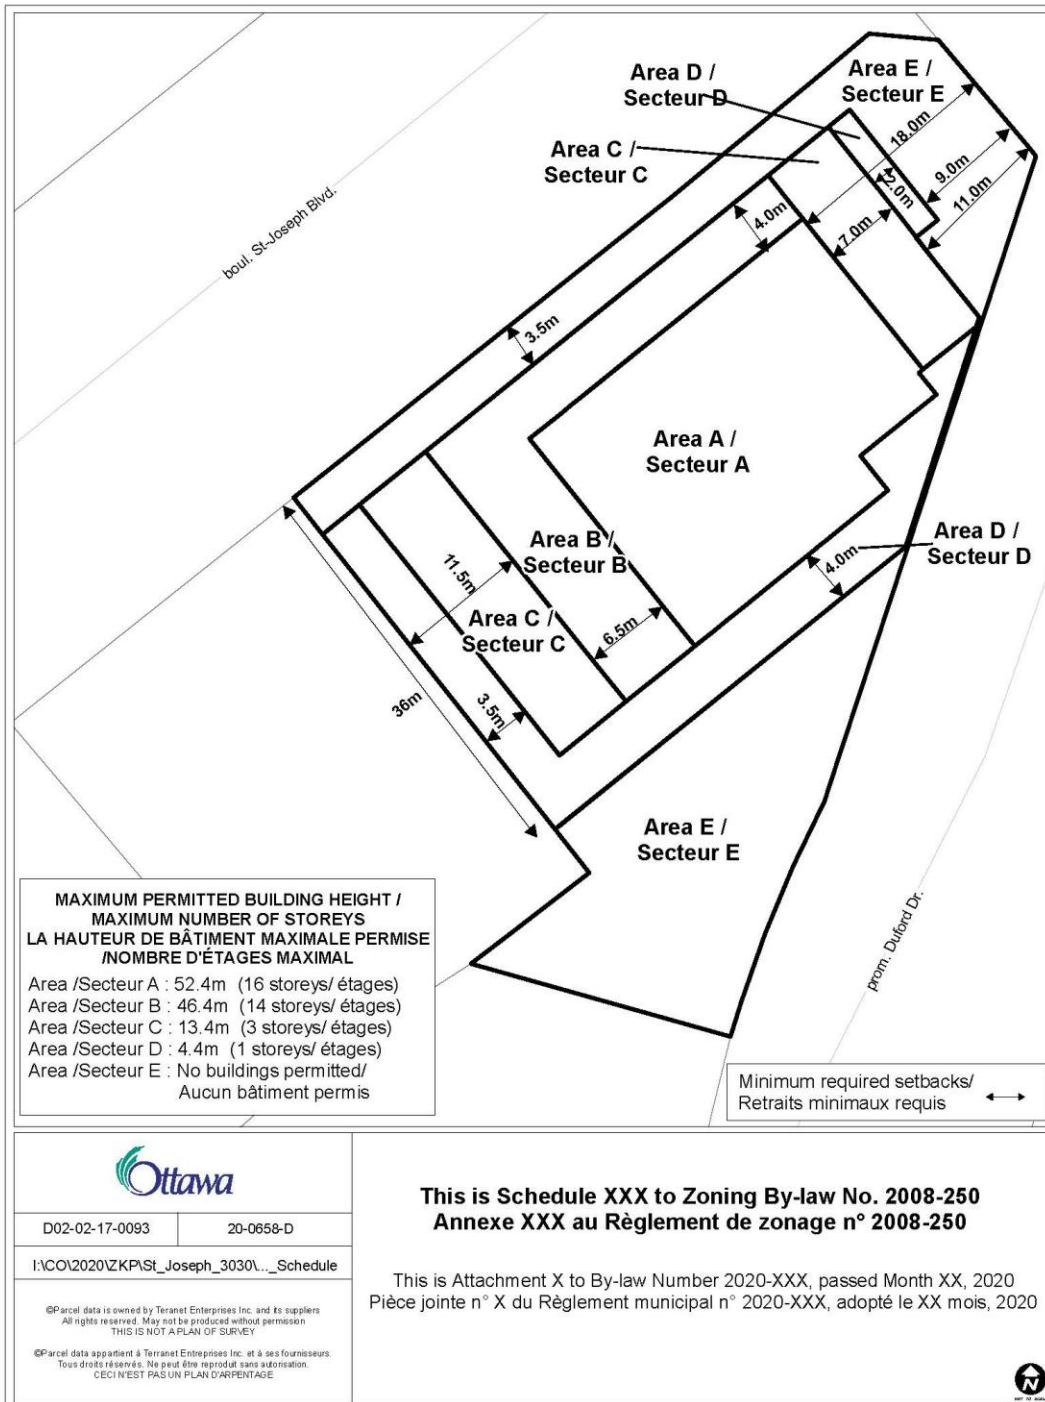 Area D /
Secteur D
Area E /
Secteur E
Area C /
Secteur C
18.0m
9.0m
2.0m
11.0m
4.0m
7.0m
boul. St-Joseph Blvd.
3.5m
Area A /
Secteur A
Area D /
Secteur D
Area B /
Secteur B
4.0m
11.5m
Area C /
Secteur C
6.5m
36m
3.5m
Area E /
Secteur E
prom. Duford Dr.
MAXIMUM PERMITTED BUILDING HEIGHT /
MAXIMUM NUMBER OF STOREYS
LA HAUTEUR DE BÂTIMENT MAXIMALE PERMISE
/NOMBRE D'ÉTAGES MAXIMAL
Area /Secteur A : 52.4m (16 storeys/ étages)
Area /Secteur B : 46.4m (14 storeys/ étages)
Area /Secteur C : 13.4m (3 storeys/ étages)
Area /Secteur D : 4.4m (1 storeys/ étages)
Area /Secteur E : No buildings permitted/
Aucun bâtiment permis
Minimum required setbacks/
Retraits minimaux requis
Ottawa
D02-02-17-0093 20-0658-D
I:\CO\2020\ZKP\St_Joseph_3030\..._Schedule
©Parcel data is owned by Teranet Enterprises Inc. and its suppliers
All rights reserved. May not be produced without permission
THIS IS NOT A PLAN OF SURVEY
©Parcel data appartient à Terranet Entreprises Inc. et à ses fournisseurs.
Tous droits réservés. Ne peut être reproduit sans autorisation.
CECI N'EST PAS UN PLAN D'ARPENTAGE
This is Schedule XXX to Zoning By-law No. 2008-250
Annexe XXX au Règlement de zonage n° 2008-250
This is Attachment X to By-law Number 2020-XXX, passed Month XX, 2020
Pièce jointe n° X du Règlement municipal n° 2020-XXX, adopté le XX mois, 2020
N